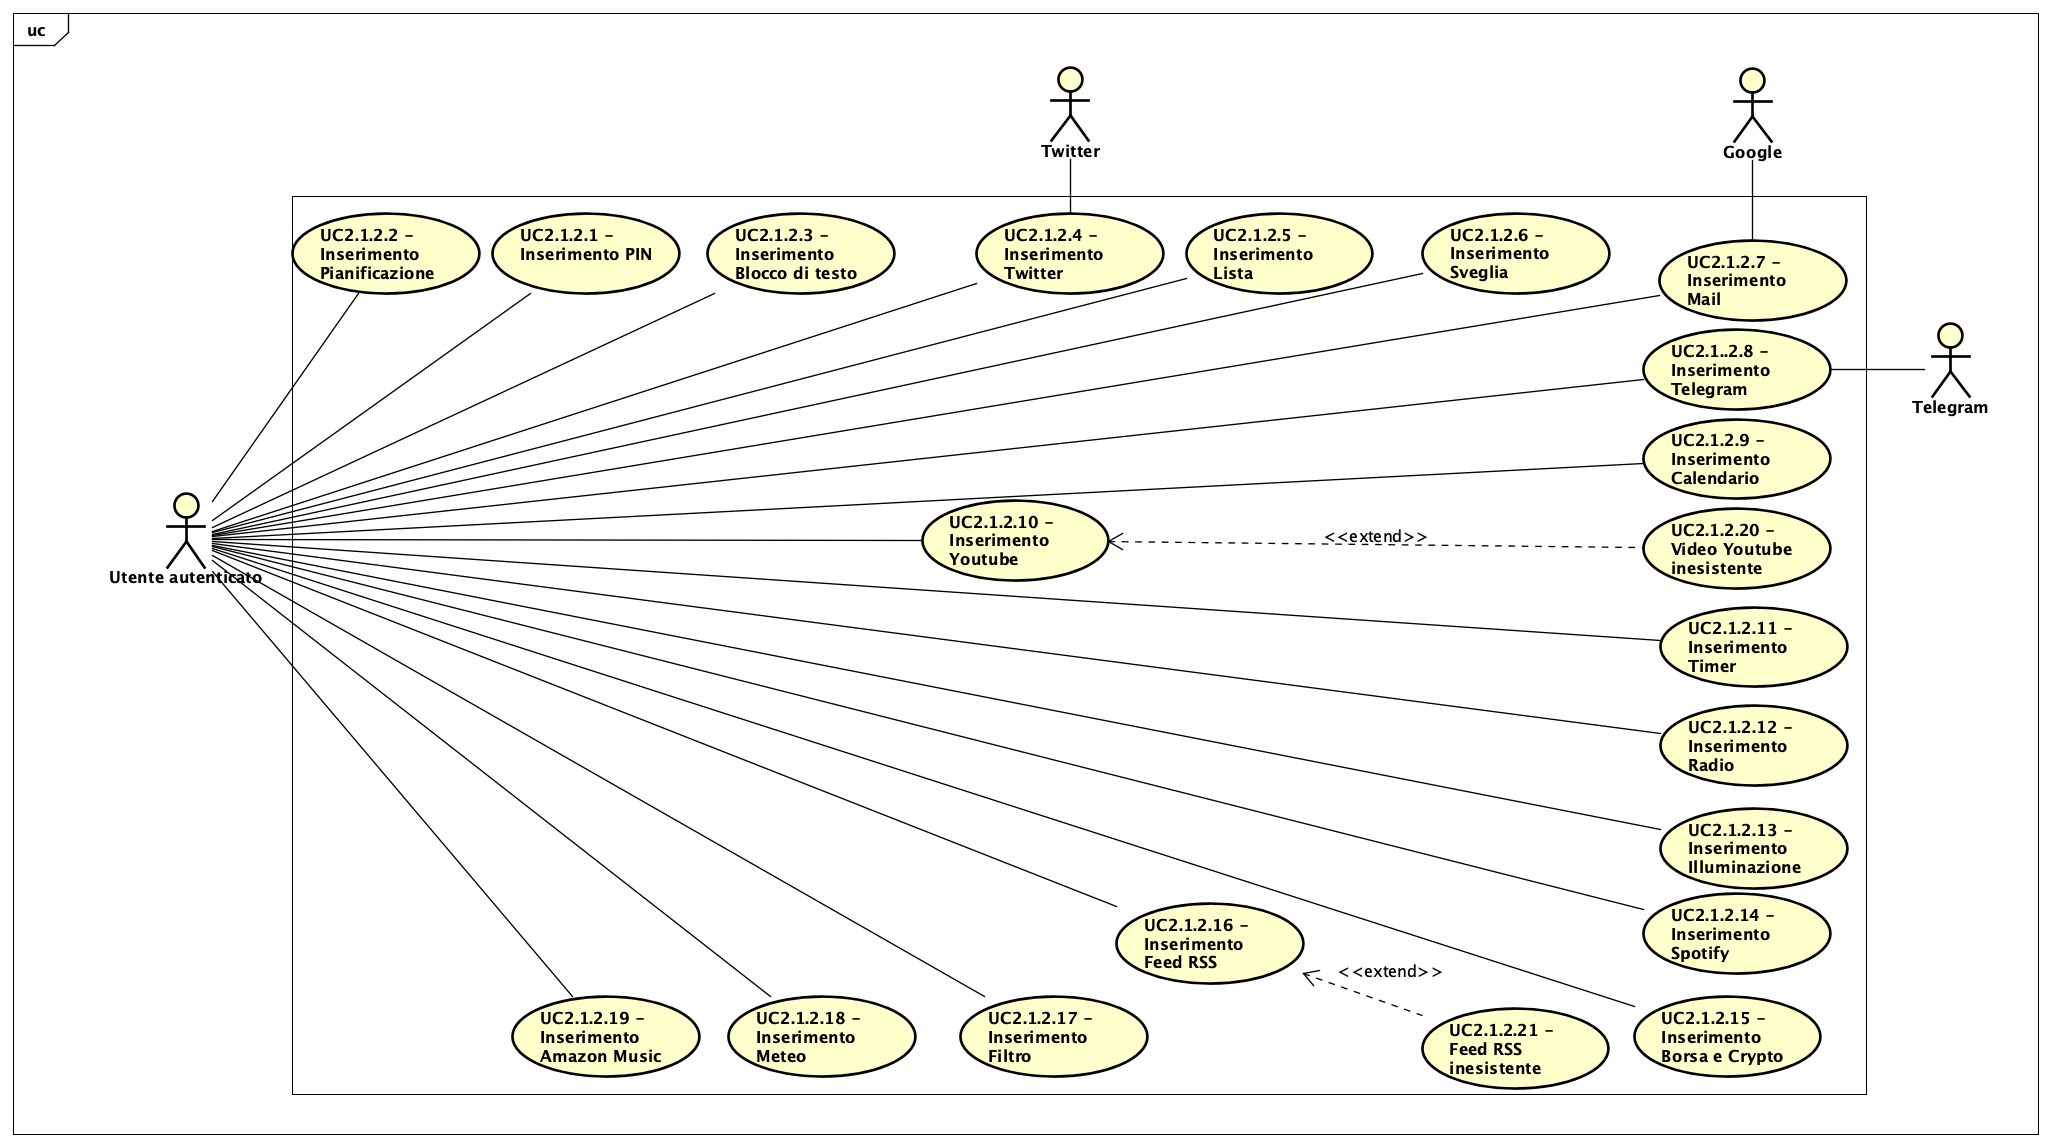 uc
Twitter
Google
UC2.1.2.2 –
Inserimento
Pianificazione
UC2.1.2.1 –
Inserimento PIN
UC2.1.2.3 –
Inserimento
Blocco di testo
UC2.1.2.4 –
Inserimento
Twitter
UC2.1.2.5 –
Inserimento
Lista
UC2.1.2.6 –
Inserimento
Sveglia
UC2.1.2.7 –
Inserimento
Mail
UC2.1..2.8 –
Inserimento
Telegram
Telegram
UC2.1.2.9 –
Inserimento
Calendario
Utente autenticato
UC2.1.2.10 –
Inserimento
Youtube
<<extend>>
UC2.1.2.20 –
Video Youtube
inesistente
UC2.1.2.11 –
Inserimento
Timer
UC2.1.2.12 –
Inserimento
Radio
UC2.1.2.13 –
Inserimento
Illuminazione
UC2.1.2.14 –
Inserimento
Spotify
UC2.1.2.16 –
Inserimento
Feed RSS
<<extend>>
UC2.1.2.19 –
Inserimento
Amazon Music
UC2.1.2.18 –
Inserimento
Meteo
UC2.1.2.17 –
Inserimento
Filtro
UC2.1.2.21 –
Feed RSS
inesistente
UC2.1.2.15 –
Inserimento
Borsa e Crypto